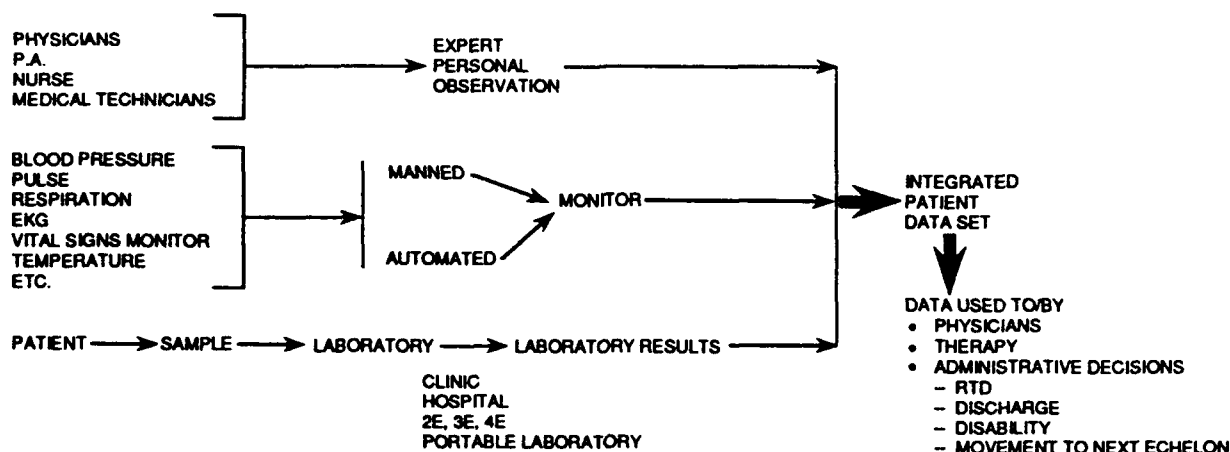 PHYSICIANS
P.A.
NURSE
MEDICAL TECHNICIANS
EXPERT
PERSONAL
OBSERVATION
BLOOD PRESSURE
PULSE
RESPIRATION
EKG
VITAL SIGNS MONITOR
TEMPERATURE
ETC.
MANNED
AUTOMATED
MONITOR
INTEGRATED
PATIENT
DATA SET
PATIENT
SAMPLE
LABORATORY
LABORATORY RESULTS
CLINIC
HOSPITAL
2E, 3E, 4E
PORTABLE LABORATORY
DATA USED TO/BY
• PHYSICIANS
• THERAPY
• ADMINISTRATIVE DECISIONS
– RTD
– DISCHARGE
– DISABILITY
– MOVEMENT TO NEXT ECHELON